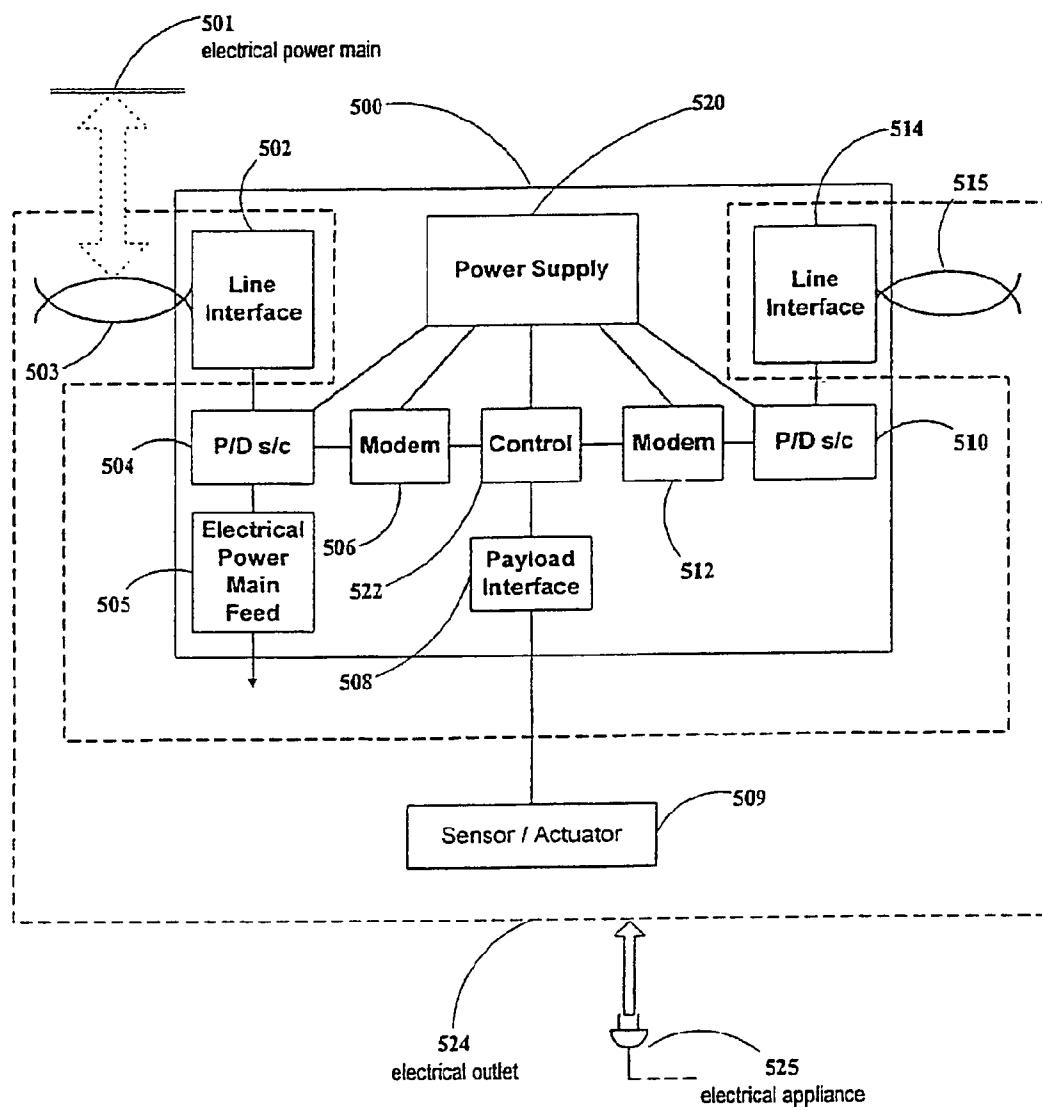 501
electrical power main
500
520
514
502
515
Line
Interface
Power Supply
Line
Interface
503
504
P/D s/c
Modem
Control
Modem
P/D s/c
510
Electrical
Power
Main
Feed
505
506
522
Payload
Interface
512
508
509
Sensor / Actuator
524
electrical outlet
525
electrical appliance